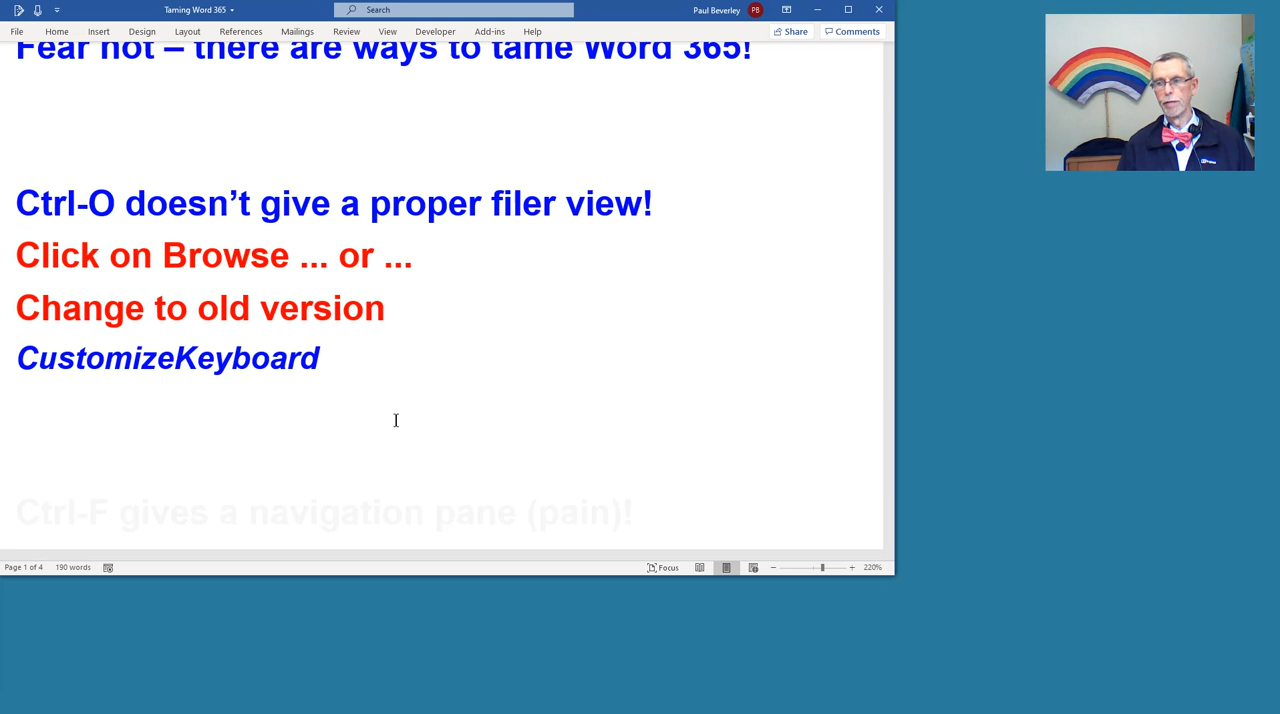 Taming Word 365
Search
Paul Beverley
PB
File Home Insert Design Layout References Mailings Review View Developer Add-ins Help
Share
Comments
Fear not – there are ways to tame Word 365!
Ctrl-O doesn’t give a proper filer view!
Click on Browse ... or ...
Change to old version
CustomizeKeyboard
Ctrl-F gives a navigation pane (pain)!
Page 1 of 4 190 words
Focus
220%